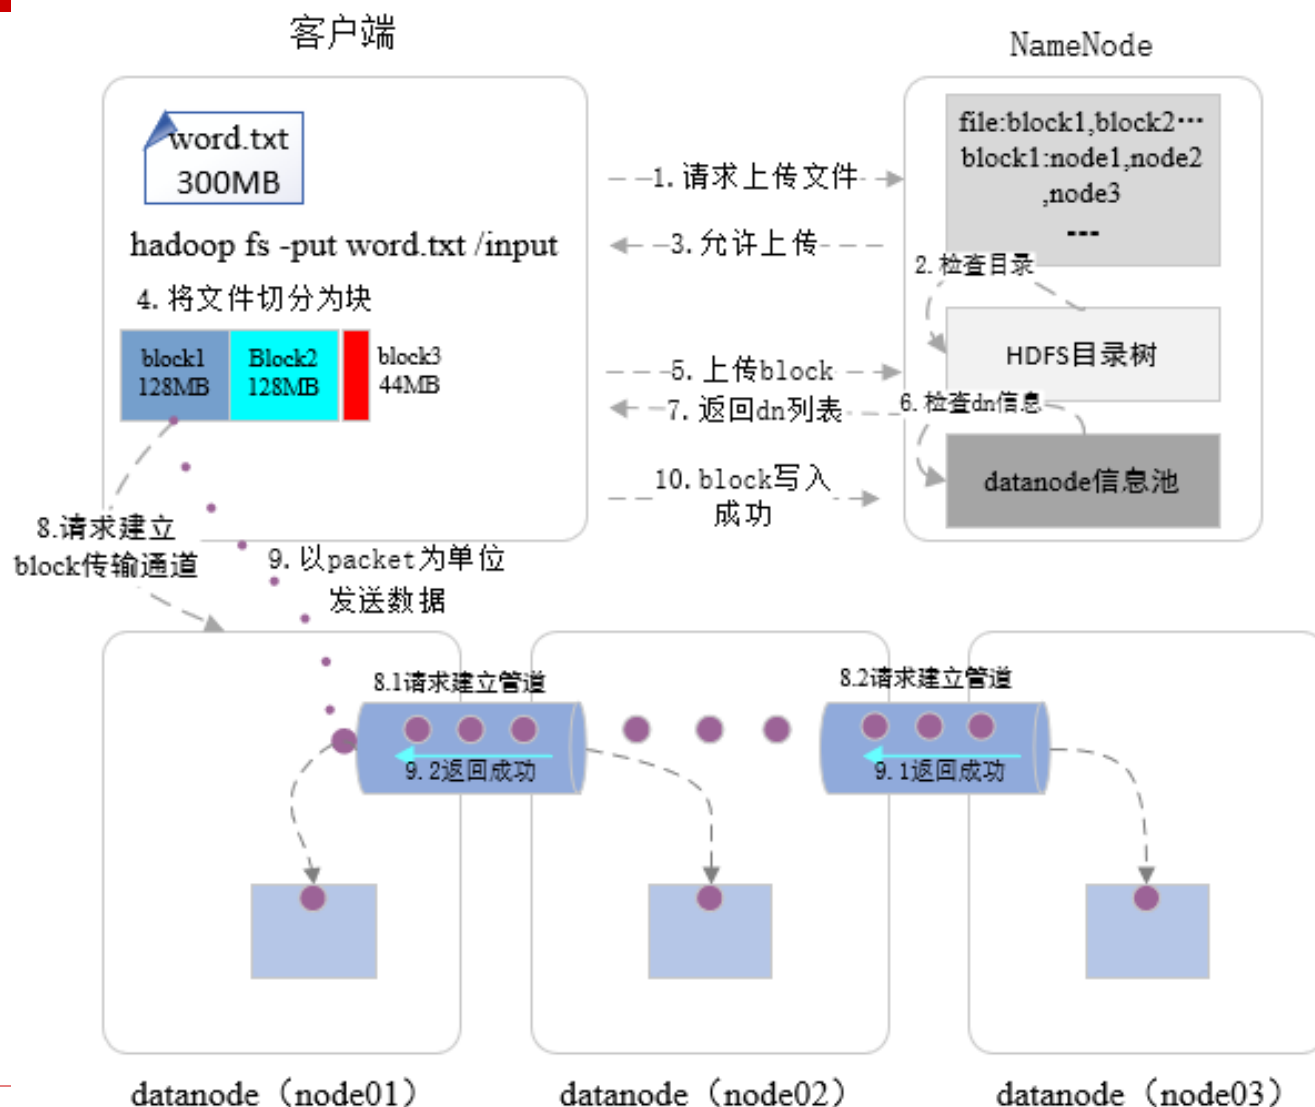 客户端
NameNode
word.txt
300MB
file:block1,block2···
block1:node1,node2
,node3
---
1.请求上传文件
hadoop fs -put word.txt /input
3.允许上传
2.检查目录
4.将文件切分为块
block1
128MB
Block2
128MB
block3
44MB
HDFS目录树
5.上传block
7.返回dn列表
6.检查dn信息
10.block写入
成功
datanode信息池
8.请求建立
block传输通道
9.以packet为单位
发送数据
8.1请求建立管道
8.2请求建立管道
9.2返回成功
9.1返回成功
datanode（node01）
datanode（node02）
datanode（node03）